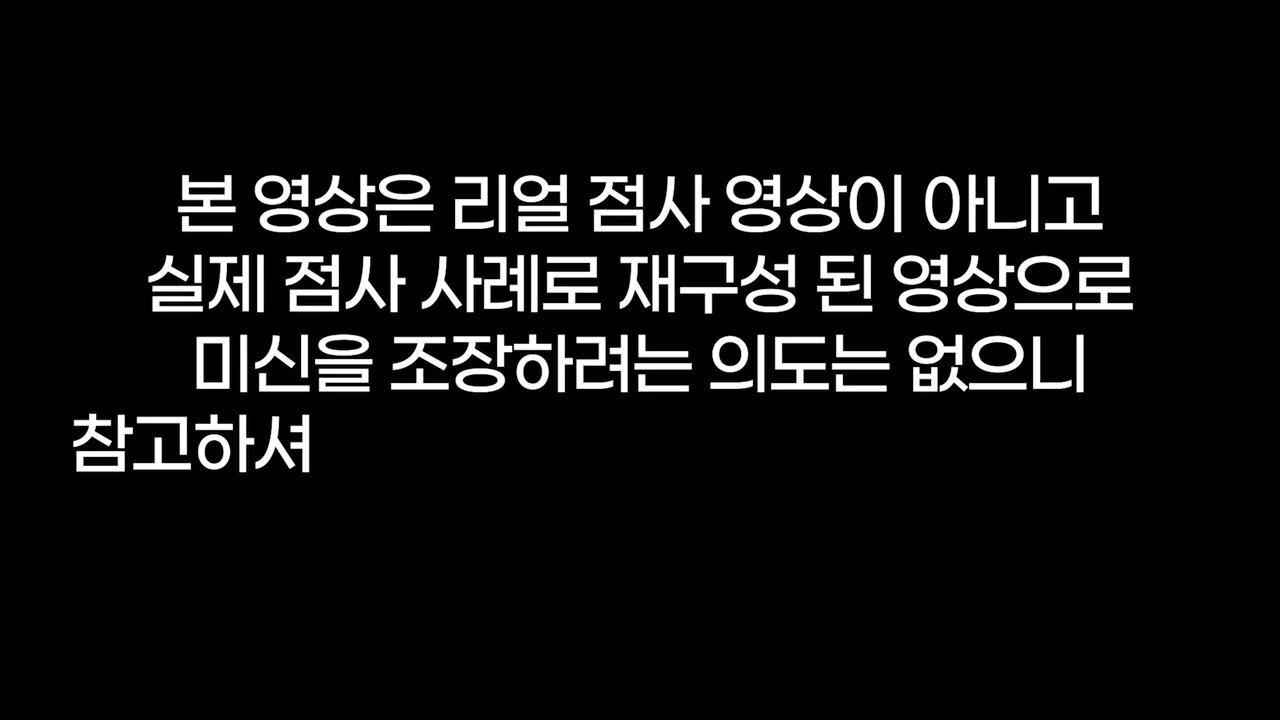 본 영상은 리얼 점사 영상이 아니고
실제 점사 사례로 재구성 된 영상으로
미신을 조장하려는 의도는 없으니
참고하셔